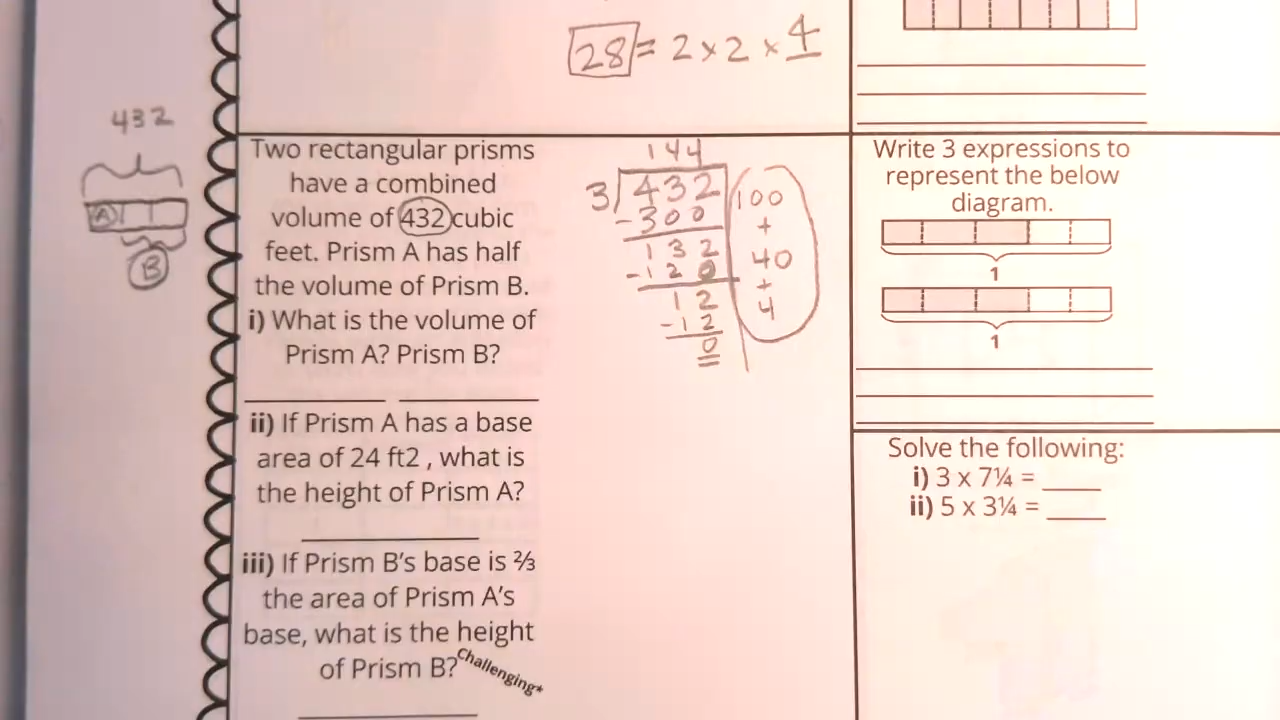 28 = 2 x 2 x 4
432
A
B
Two rectangular prisms
have a combined
volume of 432 cubic
feet. Prism A has half
the volume of Prism B.
i) What is the volume of
Prism A? Prism B?
ii) If Prism A has a base
area of 24 ft2 , what is
the height of Prism A?
iii) If Prism B's base is ⅔
the area of Prism A's
base, what is the height
of Prism B? Challenging*
144
3 432
-300
132
-120
12
-12
0
100
+
40
+
4
Write 3 expressions to
represent the below
diagram.
1
1
Solve the following:
i) 3 x 7¼ = ____
ii) 5 x 3¼ = ____